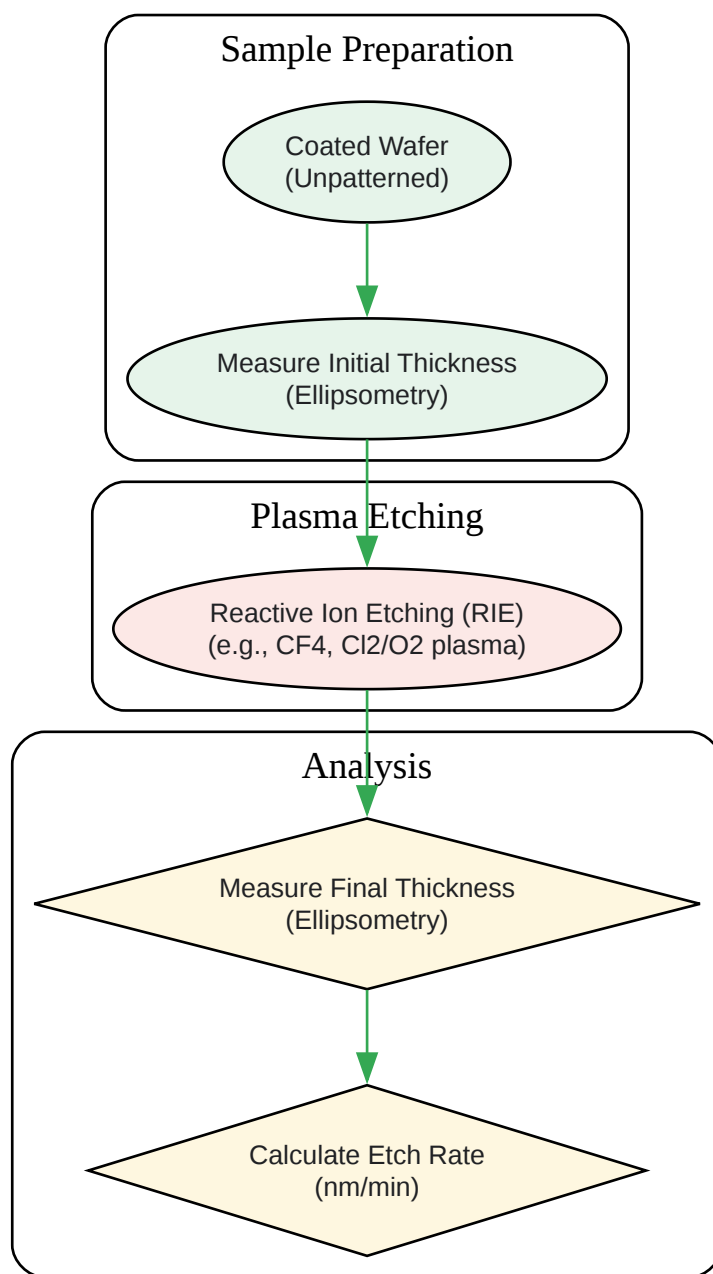 Sample Preparation
Coated Wafer
(Unpatterned)
Measure Initial Thickness
(Ellipsometry)
Plasma Etching
Reactive Ion Etching (RIE)
(e.g., CF4, Cl2/O2 plasma)
Analysis
Measure Final Thickness
(Ellipsometry)
Calculate Etch Rate
(nm/min)